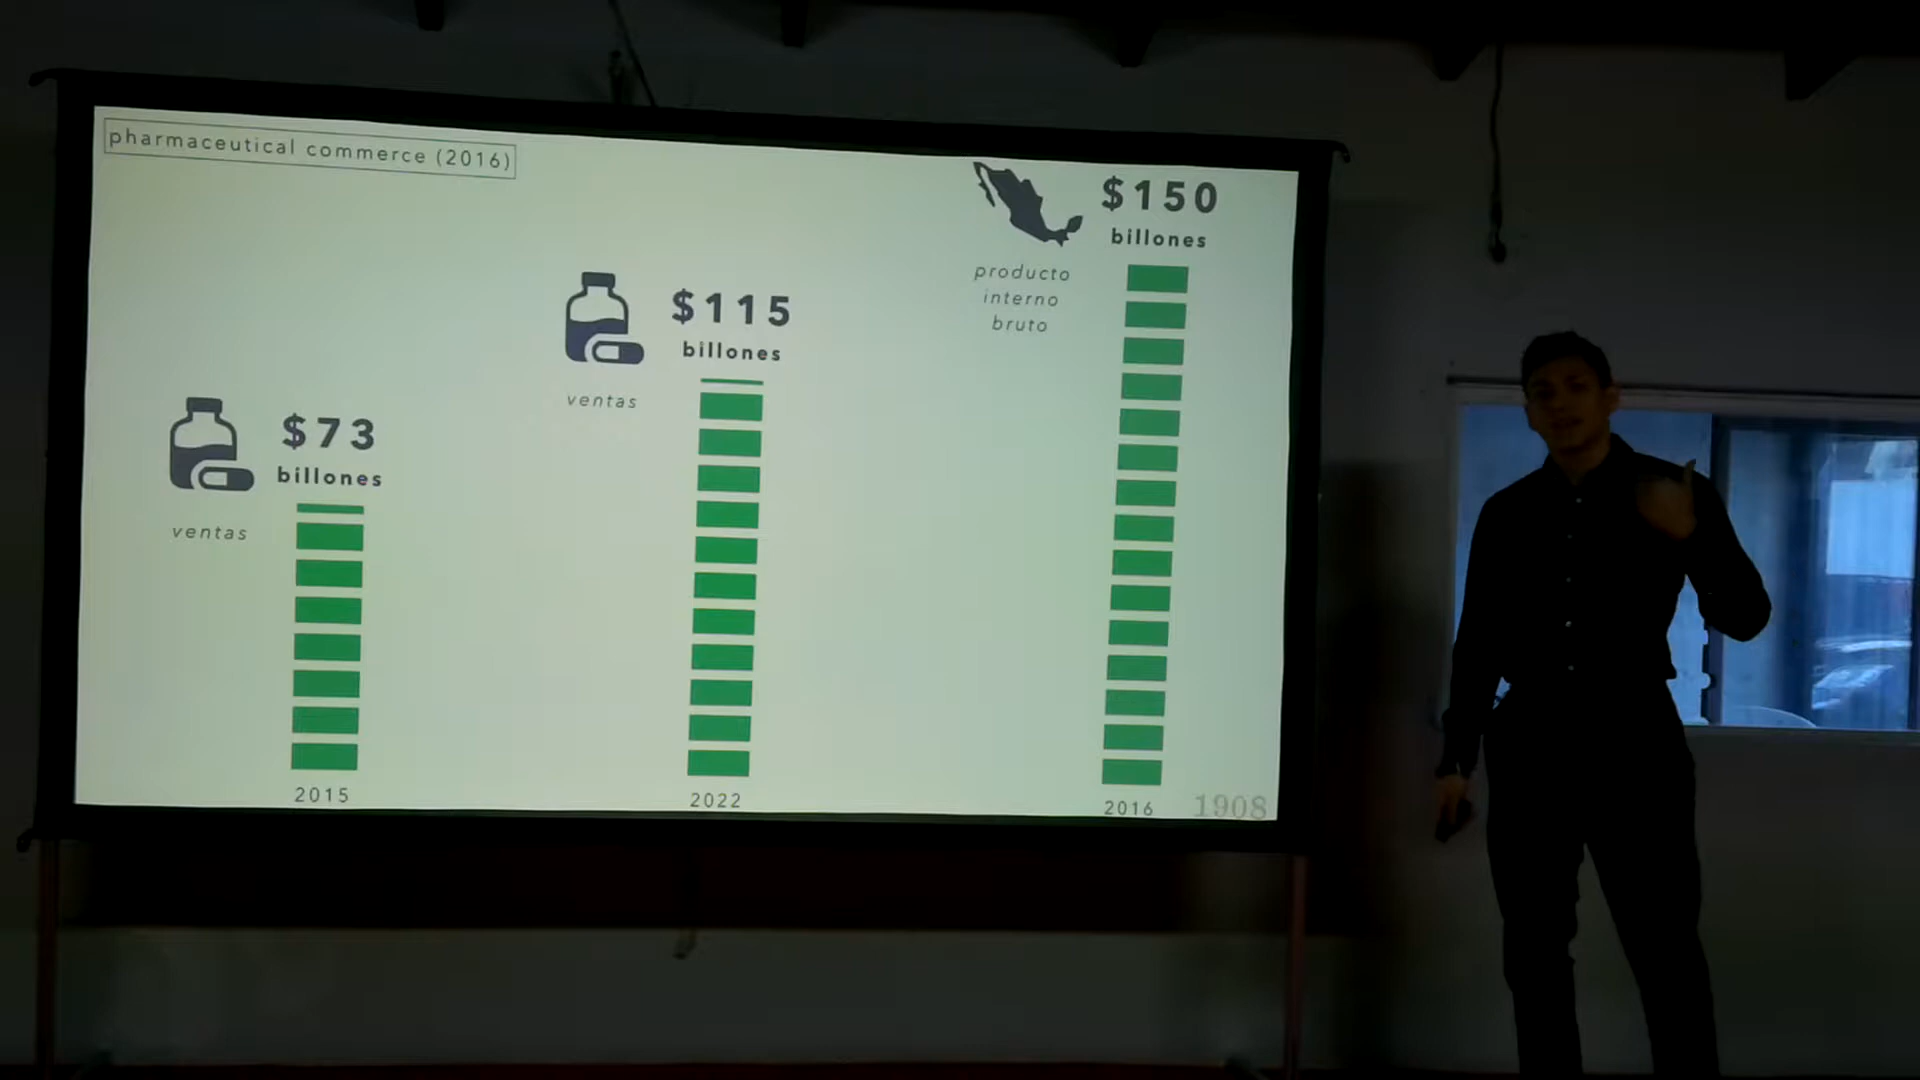 pharmaceutical commerce (2016)
$73
billones
ventas
2015
$115
billones
ventas
2022
$150
billones
producto
interno
bruto
2016
1908